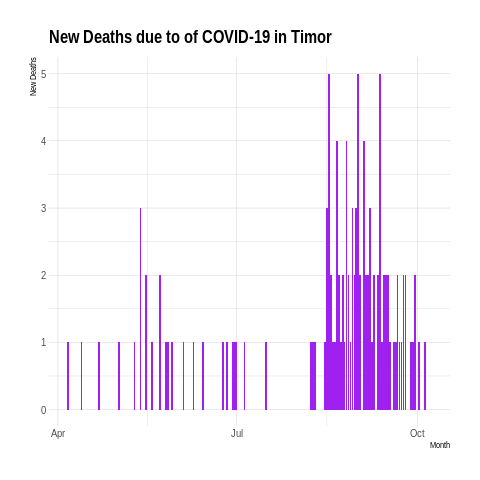 New Deaths due to of COVID-19 in Timor
New Deaths
5
4
3
2
1
0
Apr
Jul
Oct
Month